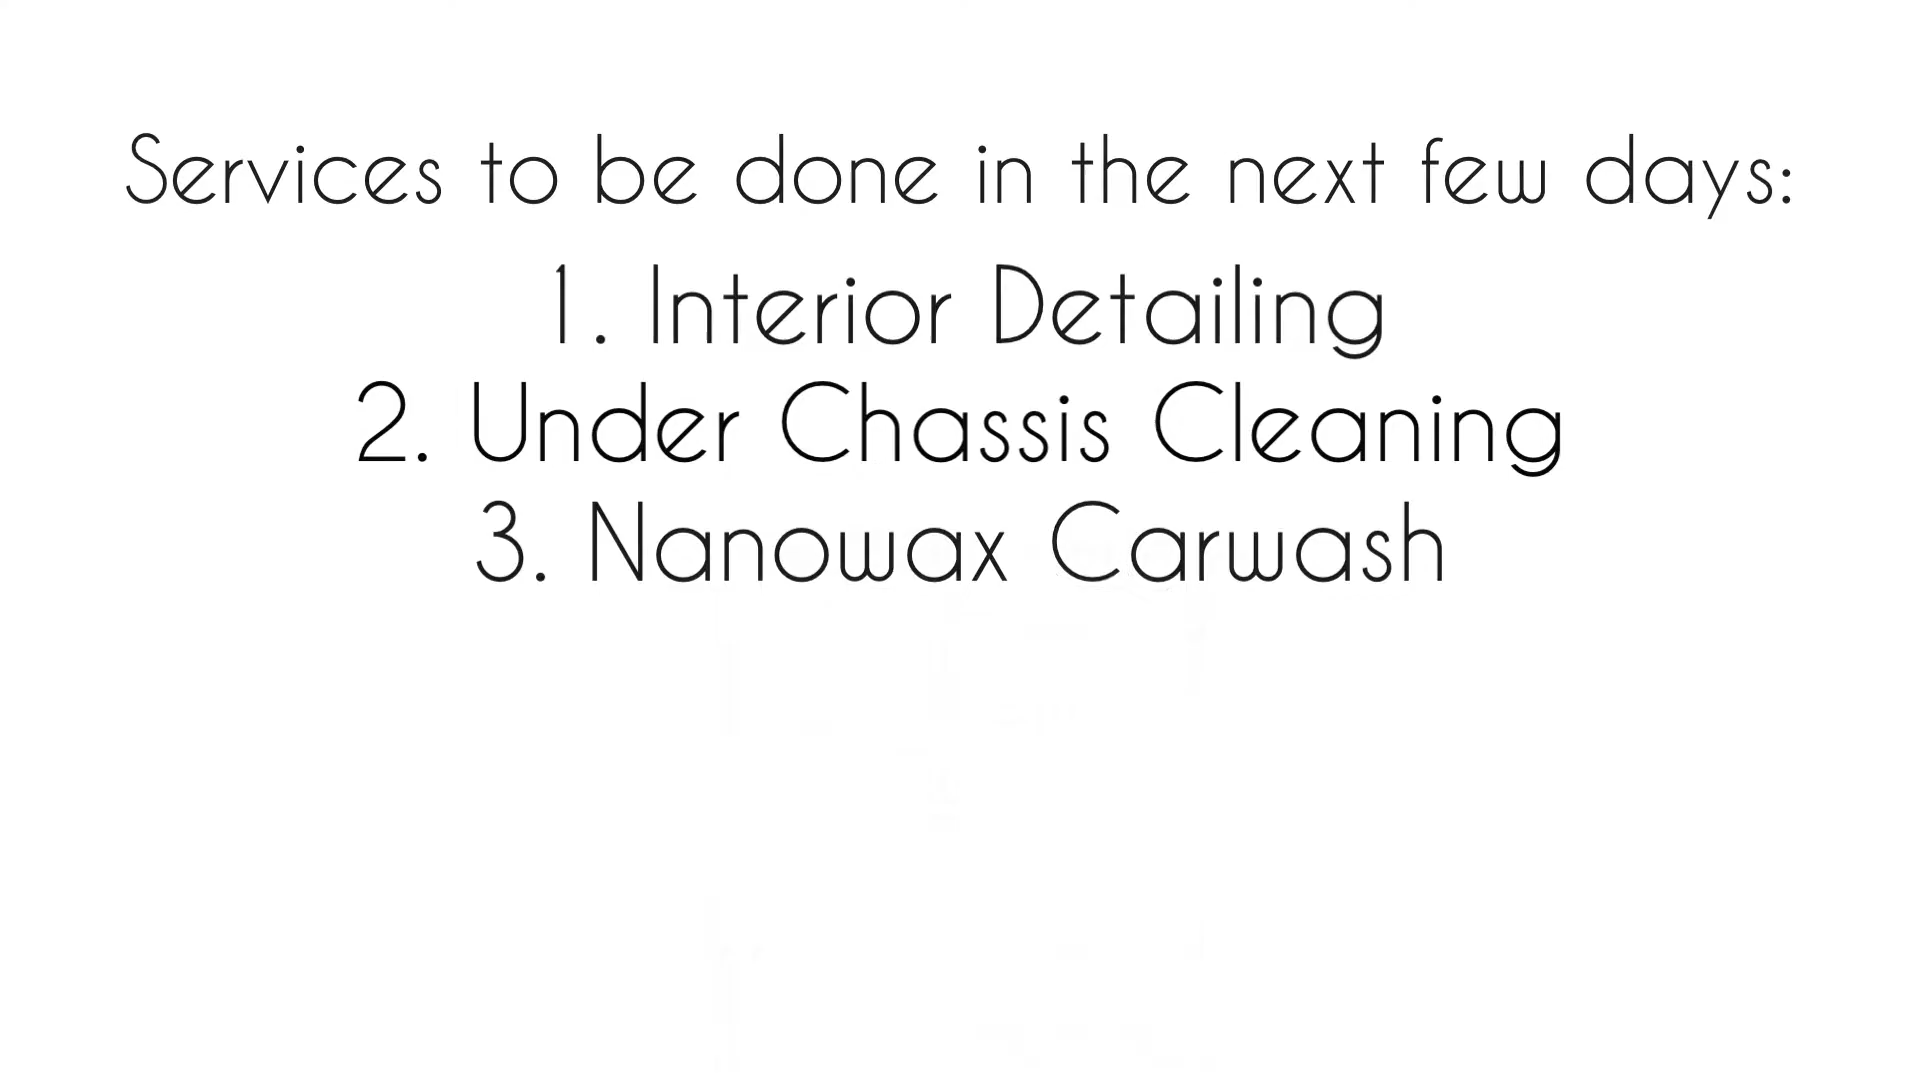 Services to be done in the next few days:
1. Interior Detailing
2. Under Chassis Cleaning
3. Nanowax Carwash